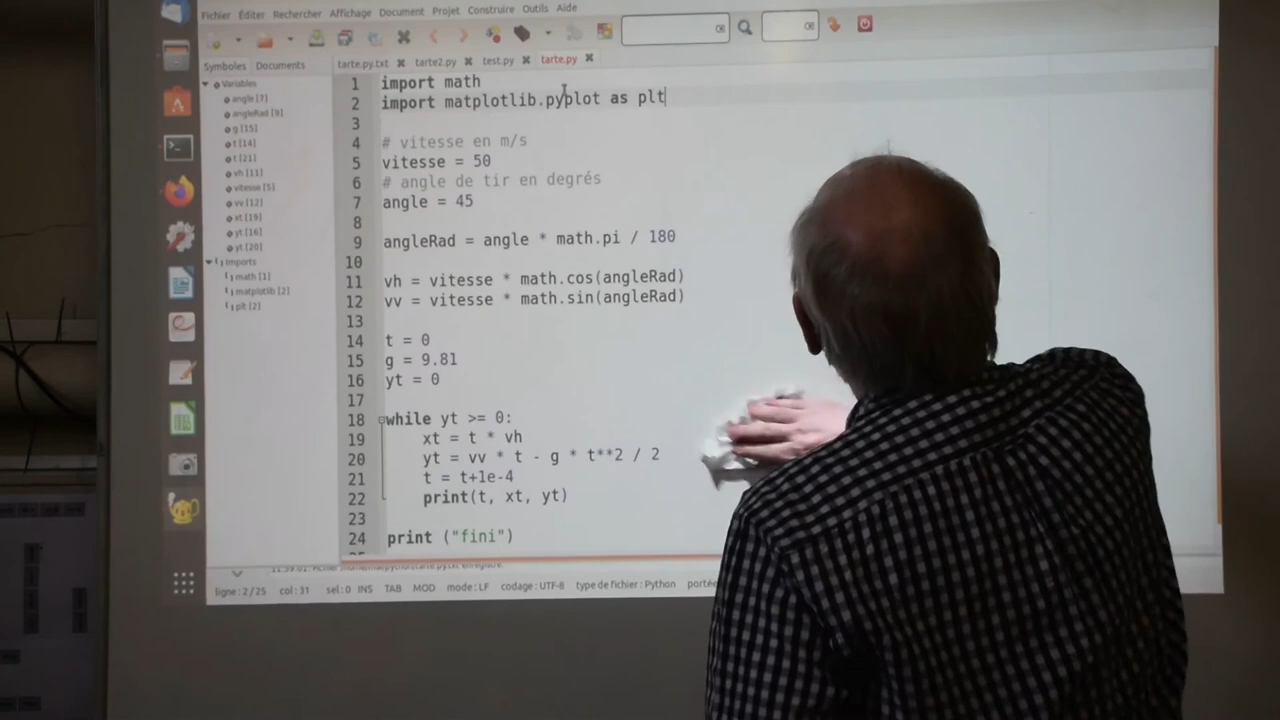 Fichier Éditer Rechercher Affichage Document Projet Construire Outils Aide
Symboles Documents
tarte.py.txt tarte2.py test.py tarte.py
Variables
angle [7]
angleRad [9]
g [15]
t [14]
t [21]
vh [11]
vitesse [5]
vv [12]
xt [19]
yt [16]
yt [20]
Imports
math [1]
matplotlib [2]
plt [2]
1 import math
2 import matplotlib.pyplot as plt
3
4 # vitesse en m/s
5 vitesse = 50
6 # angle de tir en degrés
7 angle = 45
8
9 angleRad = angle * math.pi / 180
10
11 vh = vitesse * math.cos(angleRad)
12 vv = vitesse * math.sin(angleRad)
13
14 t = 0
15 g = 9.81
16 yt = 0
17
18 while yt >= 0:
19 xt = t * vh
20 yt = vv * t - g * t**2 / 2
21 t = t+1e-4
22 print(t, xt, yt)
23
24 print ("fini")
ligne : 2 / 25 col : 31 sel : 0 INS TAB MOD mode : LF codage : UTF-8 type de fichier : Python portée